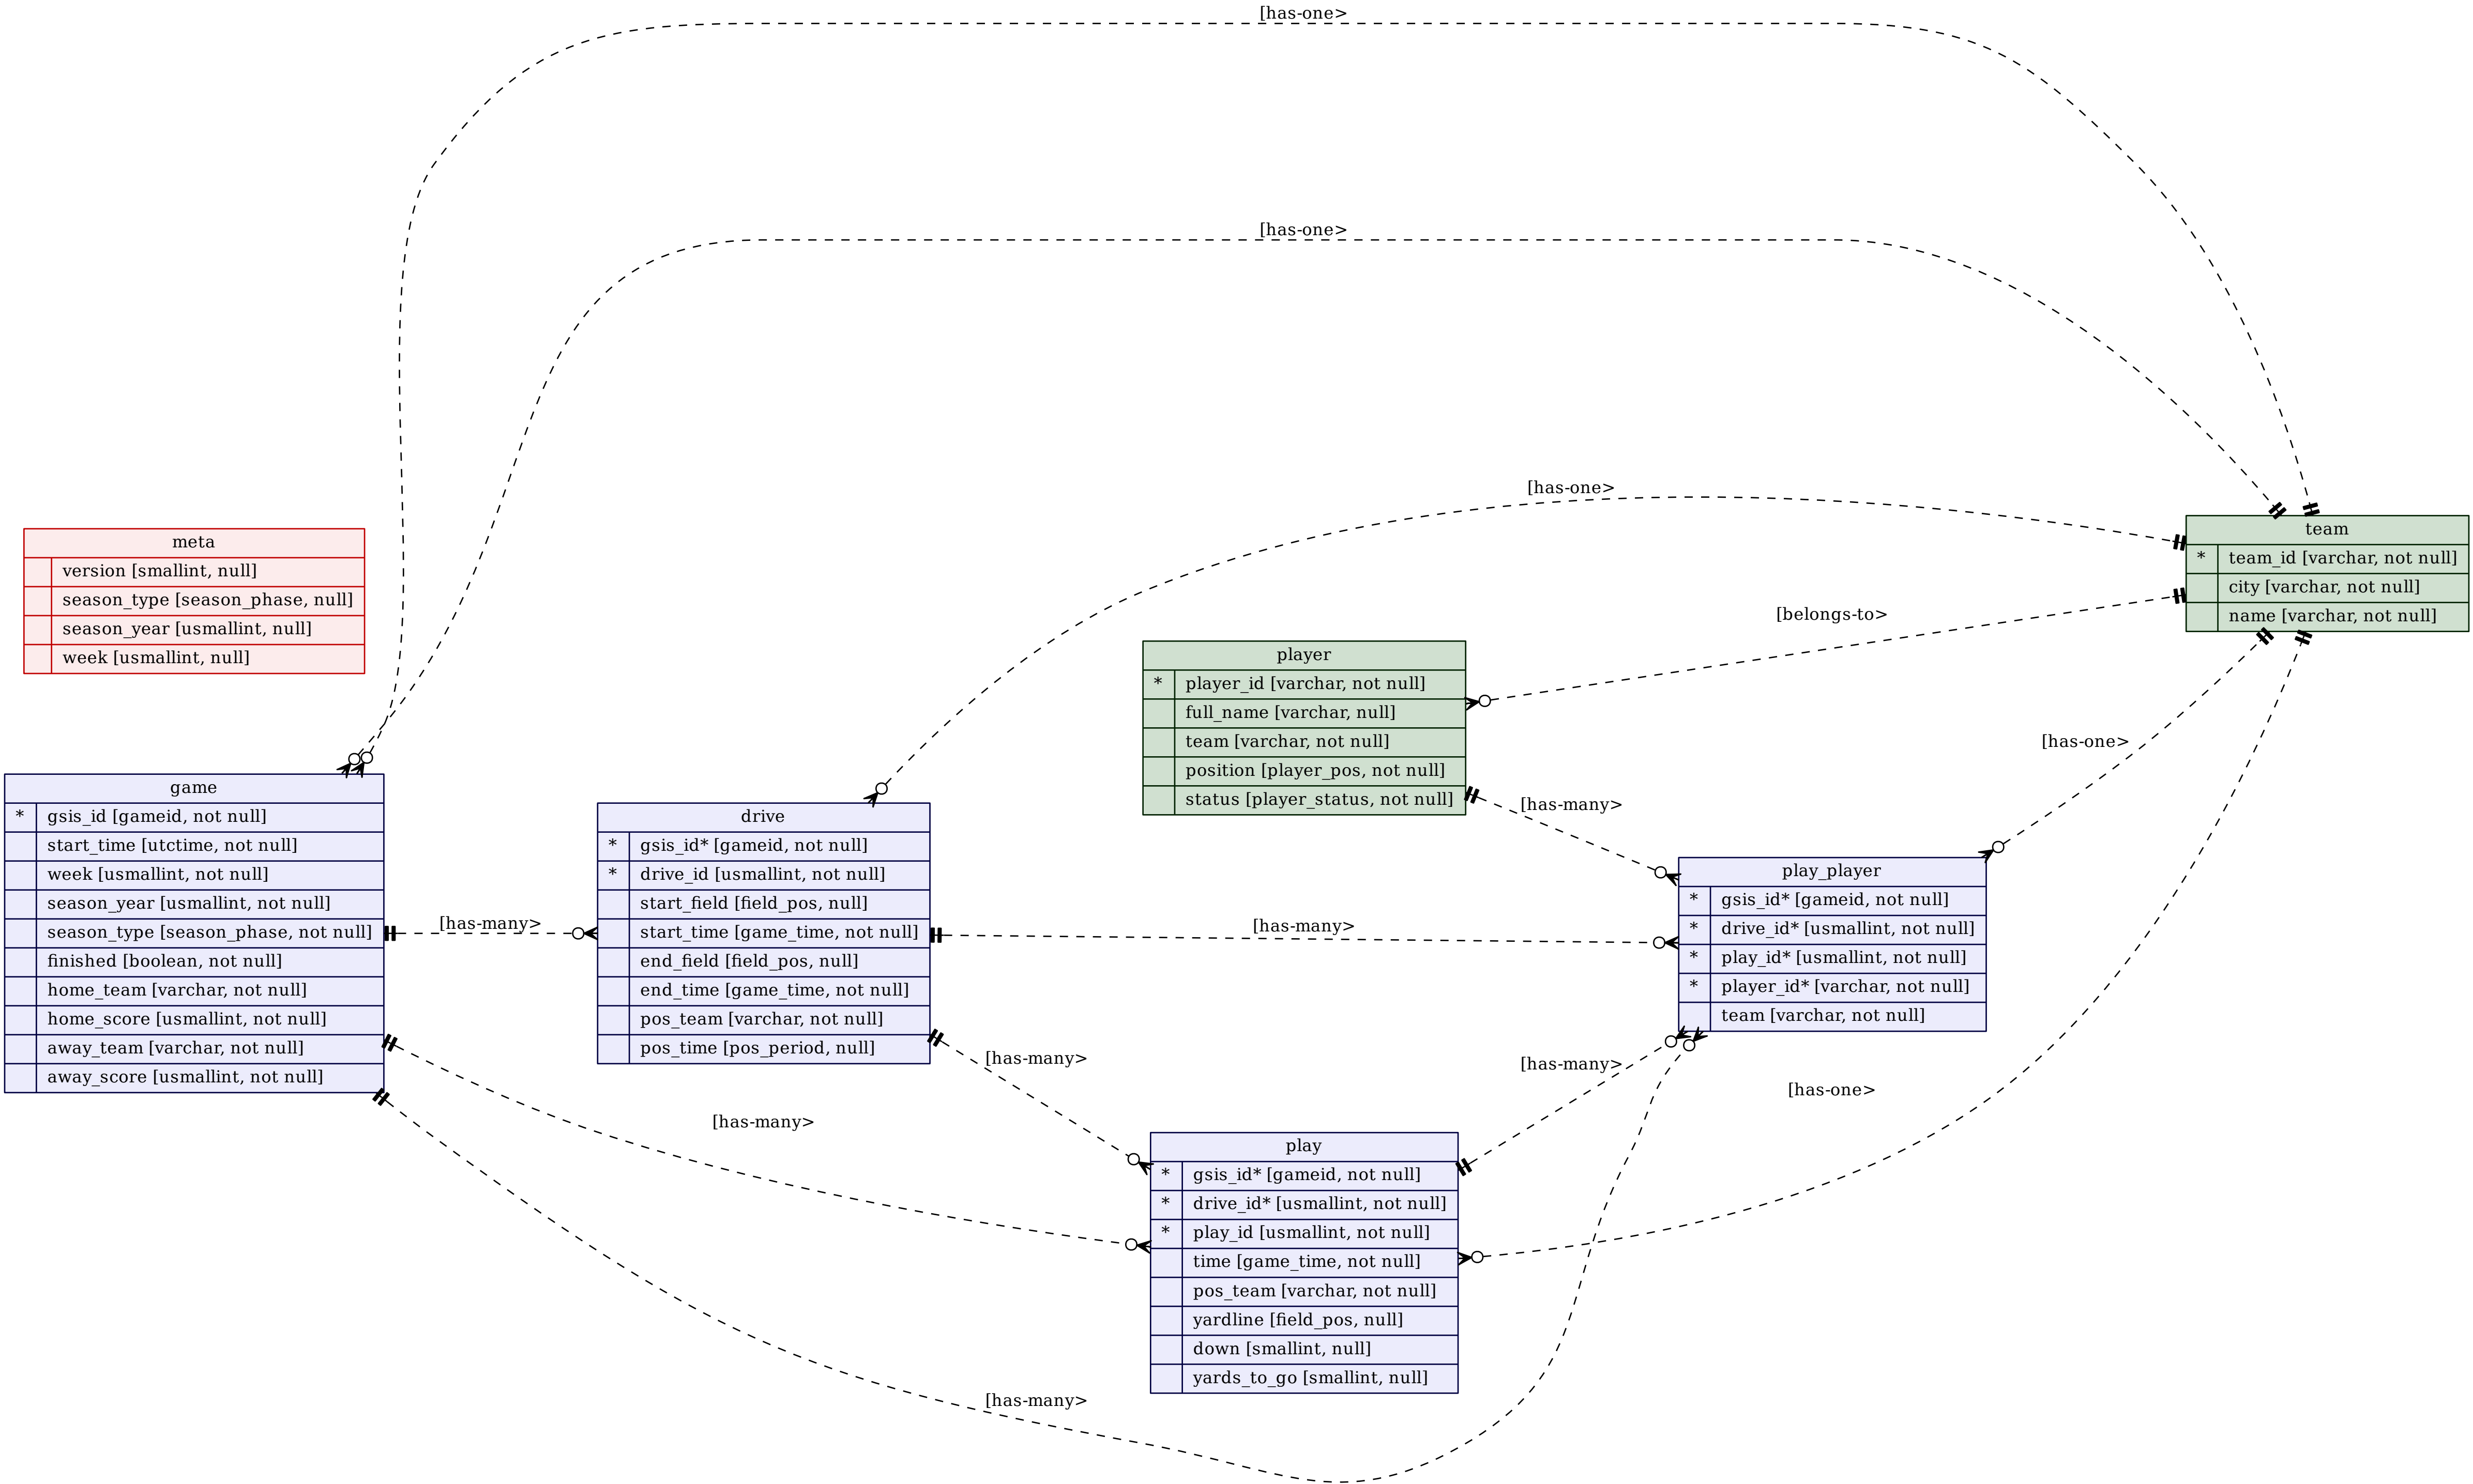 [has-one>
[has-one>
[has-one>
meta
version [smallint, null]
season_type [season_phase, null]
season_year [usmallint, null]
week [usmallint, null]
team
* team_id [varchar, not null]
city [varchar, not null]
name [varchar, not null]
[belongs-to>
player
* player_id [varchar, not null]
full_name [varchar, null]
team [varchar, not null]
position [player_pos, not null]
status [player_status, not null]
[has-one>
[has-many>
game
* gsis_id [gameid, not null]
start_time [utctime, not null]
week [usmallint, not null]
season_year [usmallint, not null]
season_type [season_phase, not null]
finished [boolean, not null]
home_team [varchar, not null]
home_score [usmallint, not null]
away_team [varchar, not null]
away_score [usmallint, not null]
[has-many>
drive
* gsis_id* [gameid, not null]
* drive_id [usmallint, not null]
start_field [field_pos, null]
start_time [game_time, not null]
end_field [field_pos, null]
end_time [game_time, not null]
pos_team [varchar, not null]
pos_time [pos_period, null]
[has-many>
play_player
* gsis_id* [gameid, not null]
* drive_id* [usmallint, not null]
* play_id* [usmallint, not null]
* player_id* [varchar, not null]
team [varchar, not null]
[has-many>
[has-many>
[has-one>
[has-many>
play
* gsis_id* [gameid, not null]
* drive_id* [usmallint, not null]
* play_id [usmallint, not null]
time [game_time, not null]
pos_team [varchar, not null]
yardline [field_pos, null]
down [smallint, null]
yards_to_go [smallint, null]
[has-many>